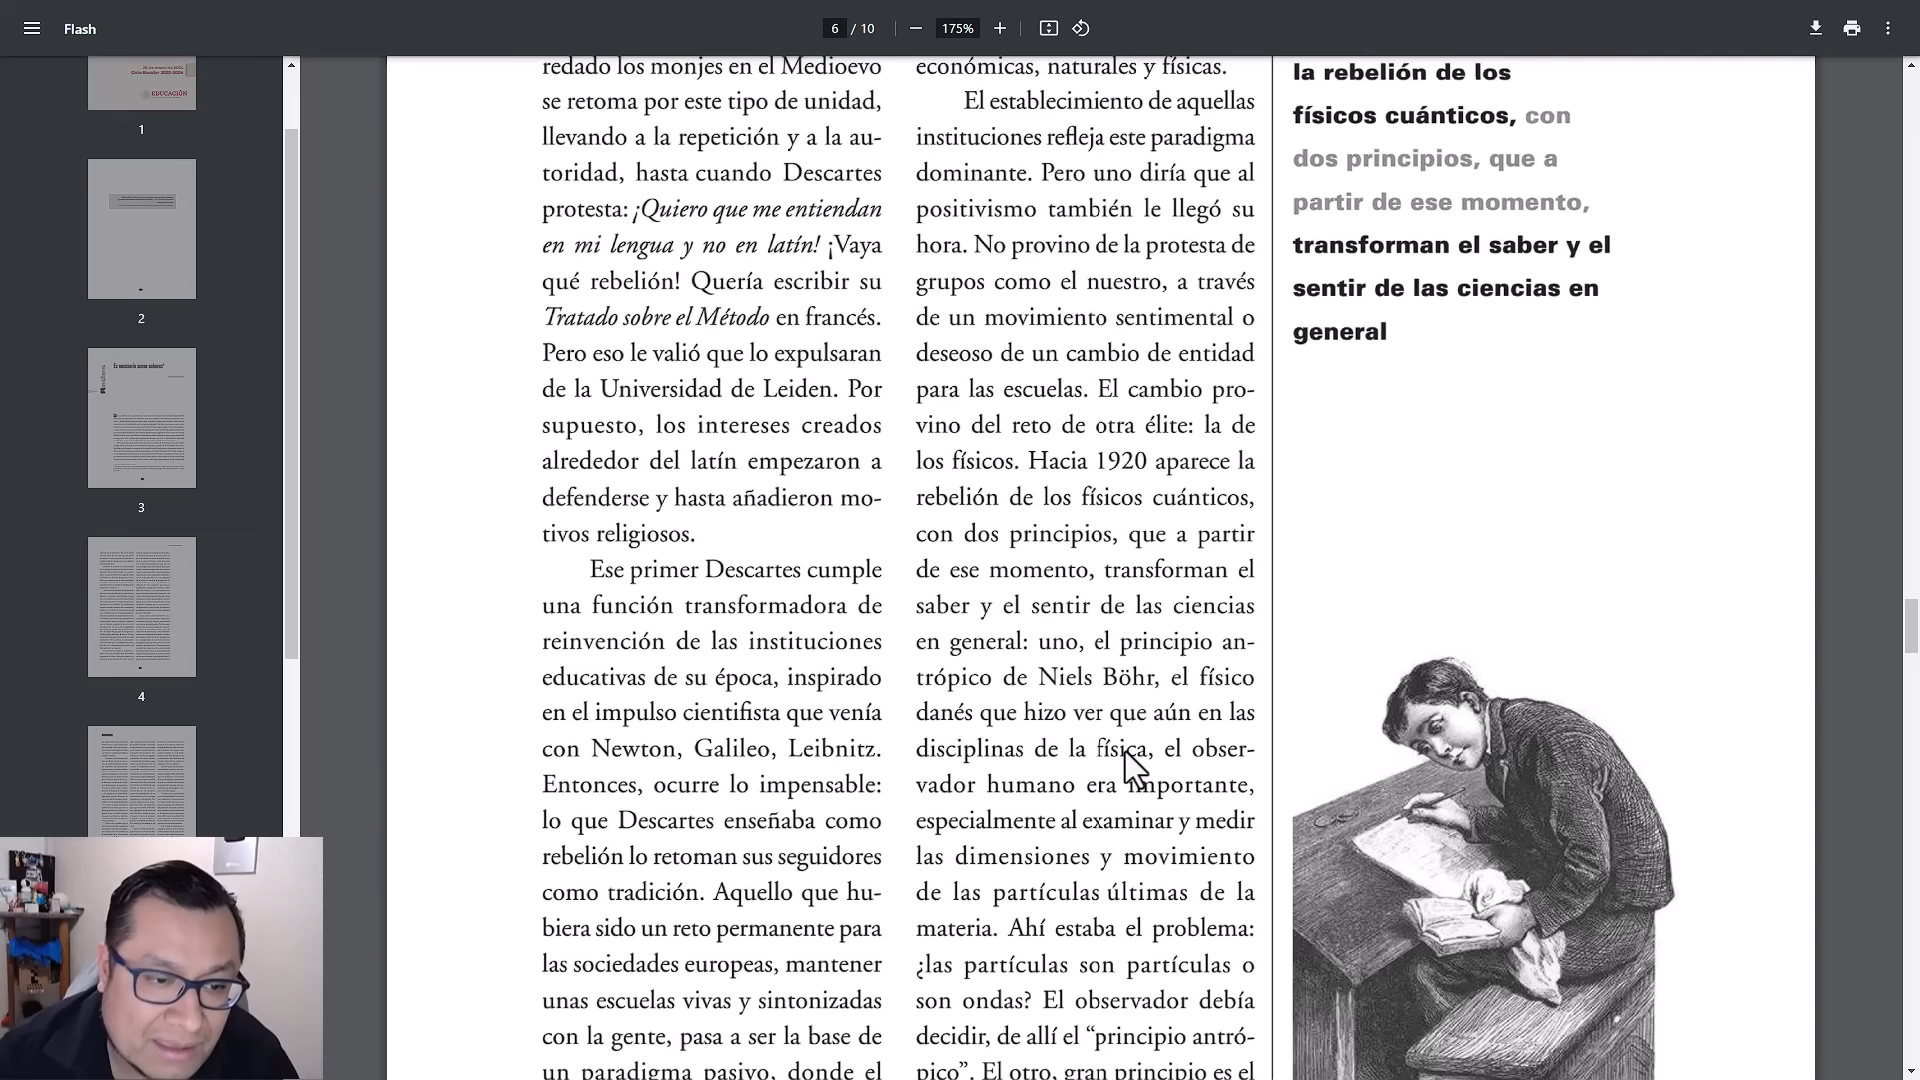 Flash
6 / 10
175%
25 de enero de 2024
Ciclo Escolar 2023-2024
EDUCACIÓN
1
2
Es necesario sumar saberes*
3
4
redado los monjes en el Medioevo
se retoma por este tipo de unidad,
llevando a la repetición y a la au-
toridad, hasta cuando Descartes
protesta: ¡Quiero que me entiendan
en mi lengua y no en latín! ¡Vaya
qué rebelión! Quería escribir su
Tratado sobre el Método en francés.
Pero eso le valió que lo expulsaran
de la Universidad de Leiden. Por
supuesto, los intereses creados
alrededor del latín empezaron a
defenderse y hasta añadieron mo-
tivos religiosos.
Ese primer Descartes cumple
una función transformadora de
reinvención de las instituciones
educativas de su época, inspirado
en el impulso cientifista que venía
con Newton, Galileo, Leibnitz.
Entonces, ocurre lo impensable:
lo que Descartes enseñaba como
rebelión lo retoman sus seguidores
como tradición. Aquello que hu-
biera sido un reto permanente para
las sociedades europeas, mantener
unas escuelas vivas y sintonizadas
con la gente, pasa a ser la base de
un paradigma pasivo, donde el
económicas, naturales y físicas.
El establecimiento de aquellas
instituciones refleja este paradigma
dominante. Pero uno diría que al
positivismo también le llegó su
hora. No provino de la protesta de
grupos como el nuestro, a través
de un movimiento sentimental o
deseoso de un cambio de entidad
para las escuelas. El cambio pro-
vino del reto de otra élite: la de
los físicos. Hacia 1920 aparece la
rebelión de los físicos cuánticos,
con dos principios, que a partir
de ese momento, transforman el
saber y el sentir de las ciencias
en general: uno, el principio an-
trópico de Niels Böhr, el físico
danés que hizo ver que aún en las
disciplinas de la física, el obser-
vador humano era importante,
especialmente al examinar y medir
las dimensiones y movimiento
de las partículas últimas de la
materia. Ahí estaba el problema:
¿las partículas son partículas o
son ondas? El observador debía
decidir, de allí el “principio antró-
pico”. El otro, gran principio es el
la rebelión de los
físicos cuánticos, con
dos principios, que a
partir de ese momento,
transforman el saber y el
sentir de las ciencias en
general